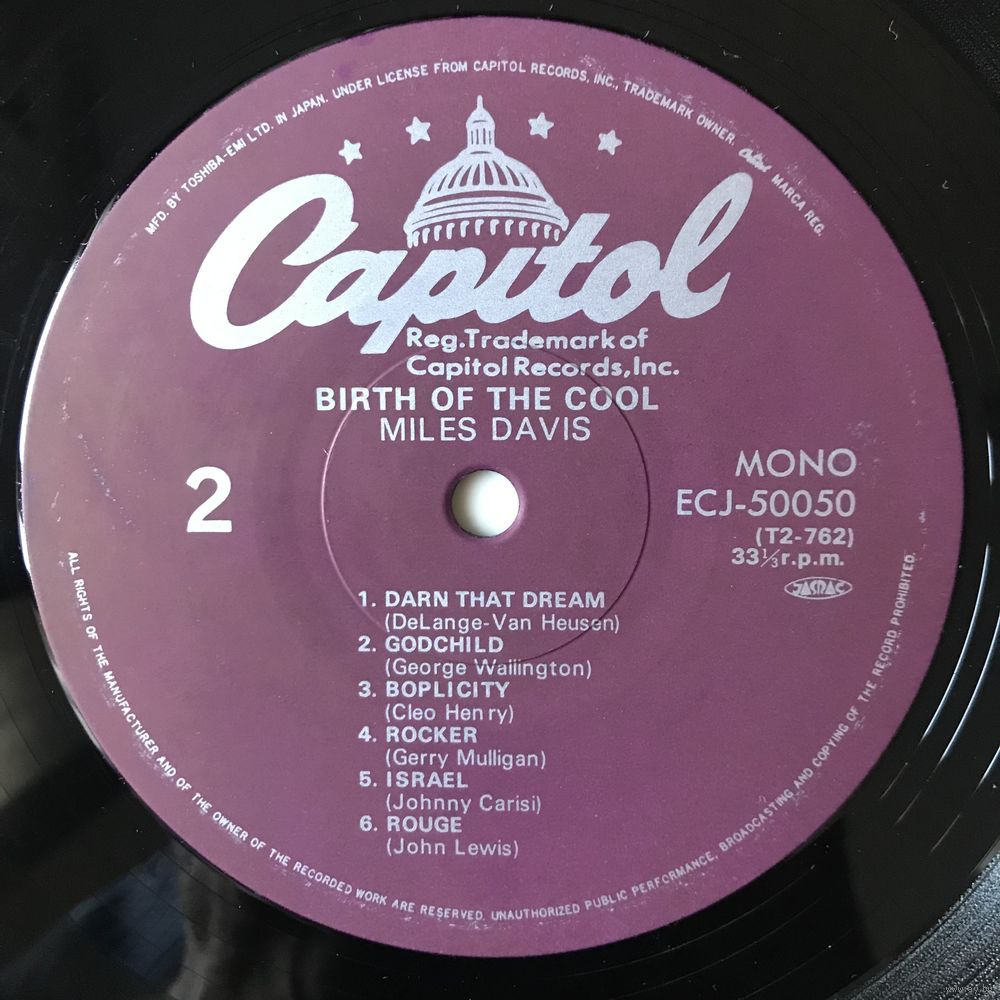 MFD. BY TOSHIBA-EMI LTD. IN JAPAN. UNDER LICENSE FROM CAPITOL RECORDS, INC., TRADEMARK OWNER. Capitol MARCA REG.
Capitol
Reg.Trademark of
Capitol Records,Inc.
BIRTH OF THE COOL
MILES DAVIS
2
MONO
ECJ-50050
(T2-762)
33⅓r.p.m.
JASRAC
1. DARN THAT DREAM
(DeLange-Van Heusen)
2. GODCHILD
(George Wallington)
3. BOPLICITY
(Cleo Henry)
4. ROCKER
(Gerry Mulligan)
5. ISRAEL
(Johnny Carisi)
6. ROUGE
(John Lewis)
ALL RIGHTS OF THE MANUFACTURER AND OF THE OWNER OF THE RECORDED WORK ARE RESERVED. UNAUTHORIZED PUBLIC PERFORMANCE, BROADCASTING AND COPYING OF THE RECORD PROHIBITED.